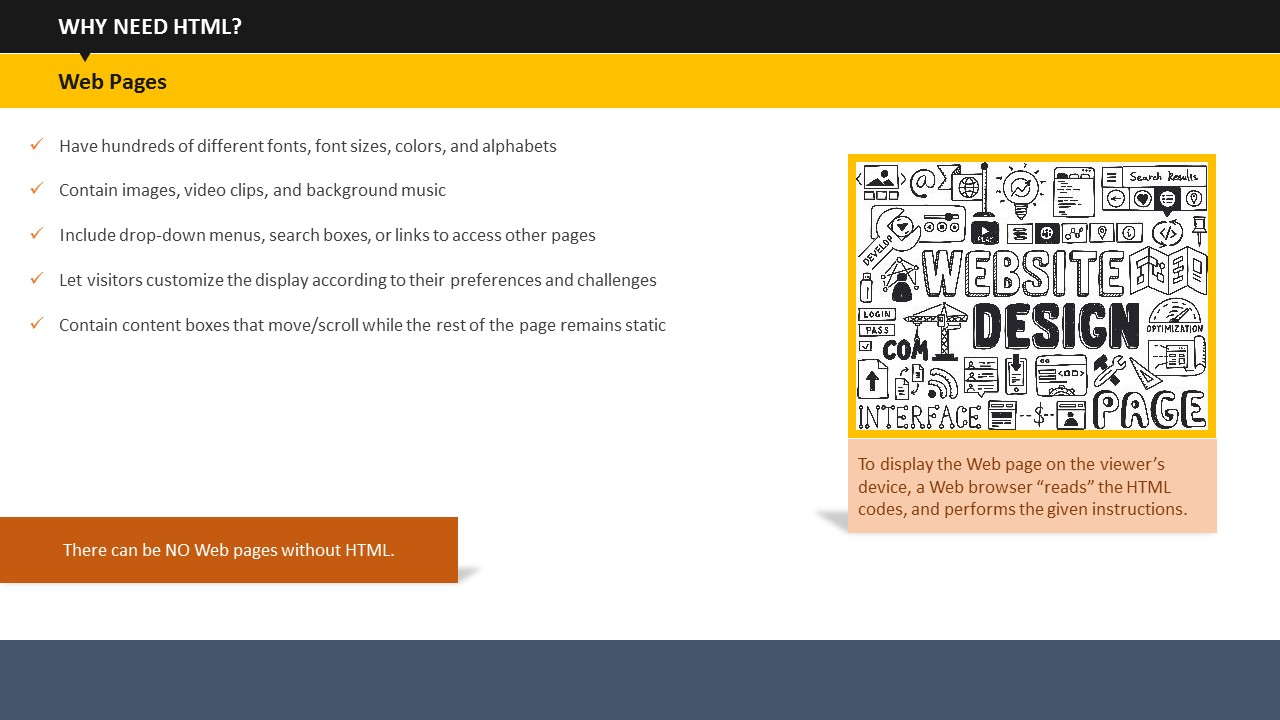 WHY NEED HTML?
Web Pages
✓ Have hundreds of different fonts, font sizes, colors, and alphabets
✓ Contain images, video clips, and background music
✓ Include drop-down menus, search boxes, or links to access other pages
✓ Let visitors customize the display according to their preferences and challenges
✓ Contain content boxes that move/scroll while the rest of the page remains static
@
Search Results
DEVELOP
PLAY
WEBSITE
LOGIN
PASS
COM
DESIGN
OPTIMIZATION
INTERFACE
$
PAGE
To display the Web page on the viewer’s
device, a Web browser “reads” the HTML
codes, and performs the given instructions.
There can be NO Web pages without HTML.